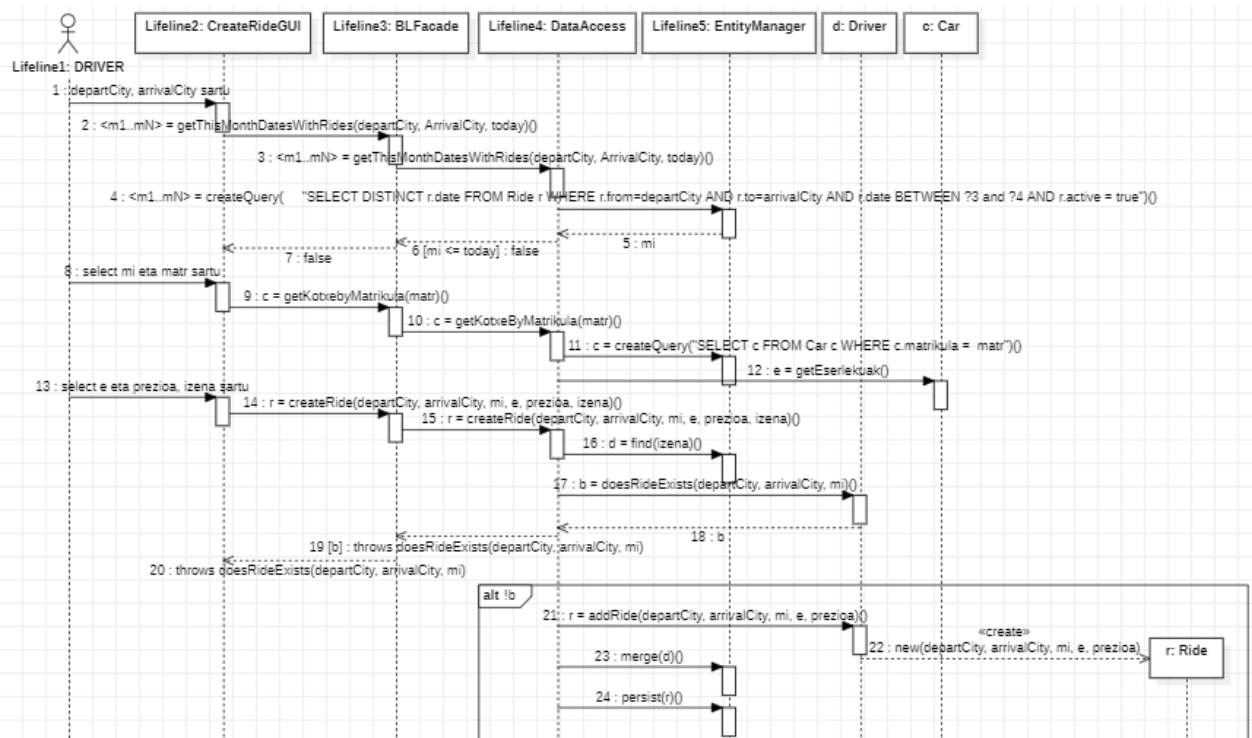 Lifeline2: CreateRideGUI
Lifeline3: BLFacade
Lifeline4: DataAccess
Lifeline5: EntityManager
d: Driver
c: Car
Lifeline1: DRIVER
1 : departCity, arrivalCity sartu
2 : <m1..mN> = getThisMonthDatesWithRides(departCity, ArrivalCity, today)()
3 : <m1..mN> = getThisMonthDatesWithRides(departCity, ArrivalCity, today)()
4 : <m1..mN> = createQuery( "SELECT DISTINCT r.date FROM Ride r WHERE r.from=departCity AND r.to=arrivalCity AND r.date BETWEEN ?3 and ?4 AND r.active = true")()
5 : mi
6 [mi <= today] : false
7 : false
8 : select mi eta matr sartu
9 : c = getKotxebyMatrikula(matr)()
10 : c = getKotxeByMatrikula(matr)()
11 : c = createQuery("SELECT c FROM Car c WHERE c.matrikula = matr")()
12 : e = getEserlekuak()
13 : select e eta prezioa, izena sartu
14 : r = createRide(departCity, arrivalCity, mi, e, prezioa, izena)()
15 : r = createRide(departCity, arrivalCity, mi, e, prezioa, izena)()
16 : d = find(izena)()
17 : b = doesRideExists(departCity, arrivalCity, mi)()
18 : b
19 [b] : throws doesRideExists(departCity, arrivalCity, mi)
20 : throws doesRideExists(departCity, arrivalCity, mi)
alt !b
21 : r = addRide(departCity, arrivalCity, mi, e, prezioa)()
«create»
22 : new(departCity, arrivalCity, mi, e, prezioa)
r: Ride
23 : merge(d)()
24 : persist(r)()